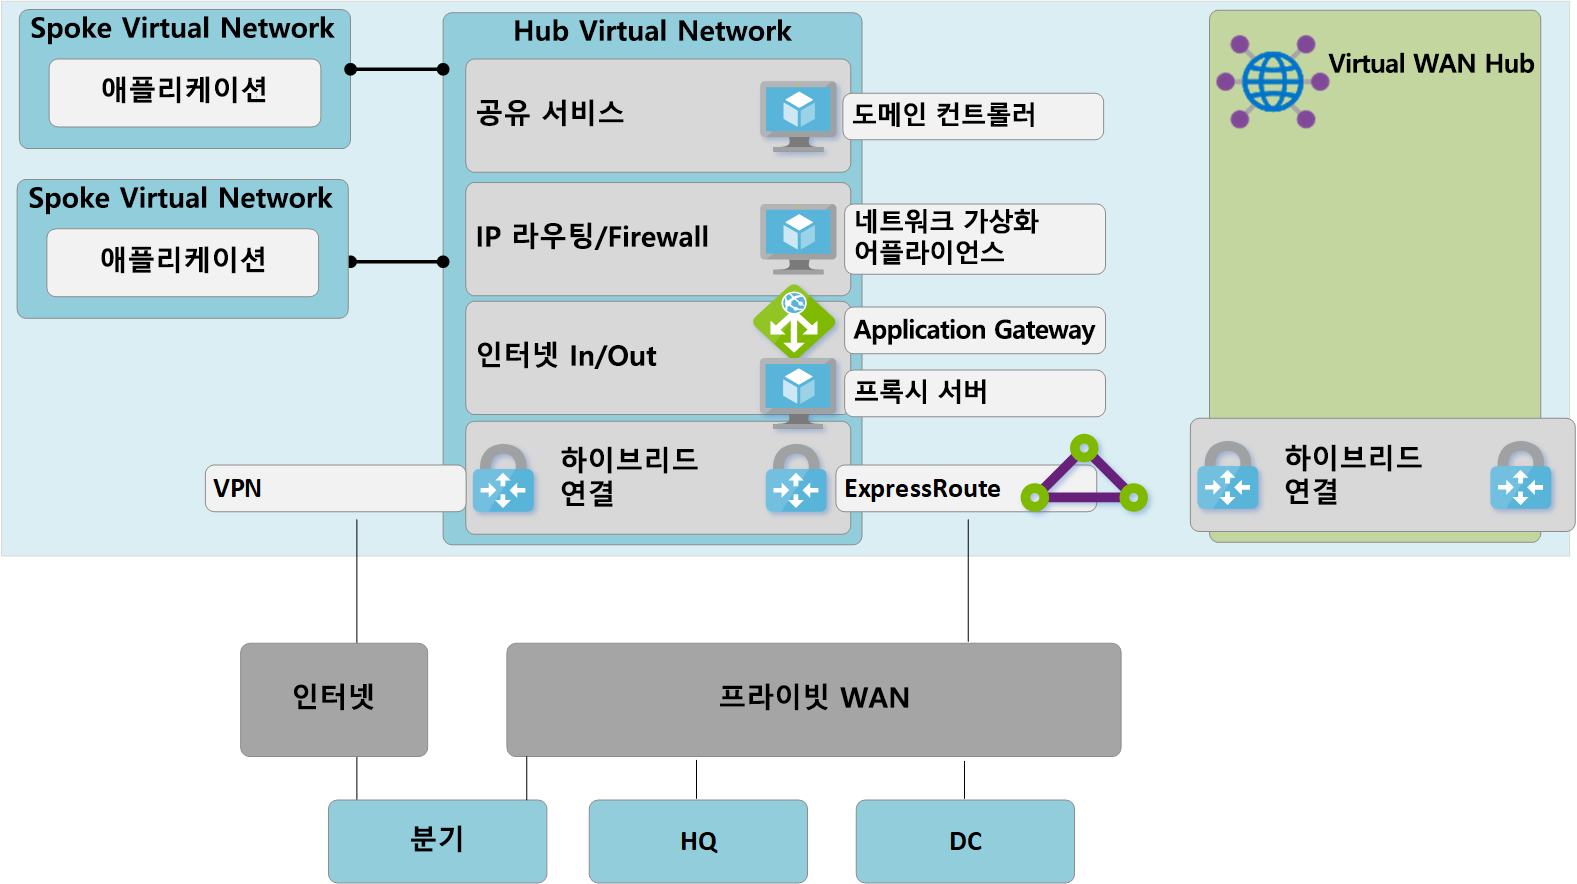 Spoke Virtual Network
애플리케이션
Spoke Virtual Network
애플리케이션
Hub Virtual Network
공유 서비스
도메인 컨트롤러
IP 라우팅/Firewall
네트워크 가상화
어플라이언스
인터넷 In/Out
Application Gateway
프록시 서버
VPN
하이브리드
연결
ExpressRoute
Virtual WAN Hub
하이브리드
연결
인터넷
프라이빗 WAN
분기
HQ
DC